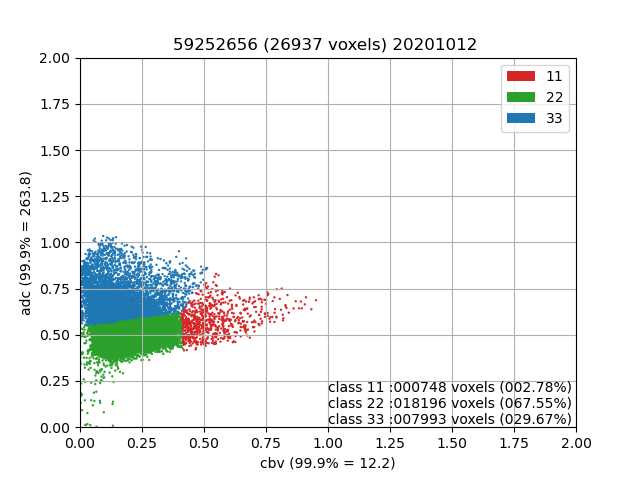 59252656 (26937 voxels) 20201012
2.00
1.75
1.50
1.25
1.00
0.75
0.50
0.25
0.00
adc (99.9% = 263.8)
11
22
33
class 11 :000748 voxels (002.78%)
class 22 :018196 voxels (067.55%)
class 33 :007993 voxels (029.67%)
0.00 0.25 0.50 0.75 1.00 1.25 1.50 1.75 2.00
cbv (99.9% = 12.2)